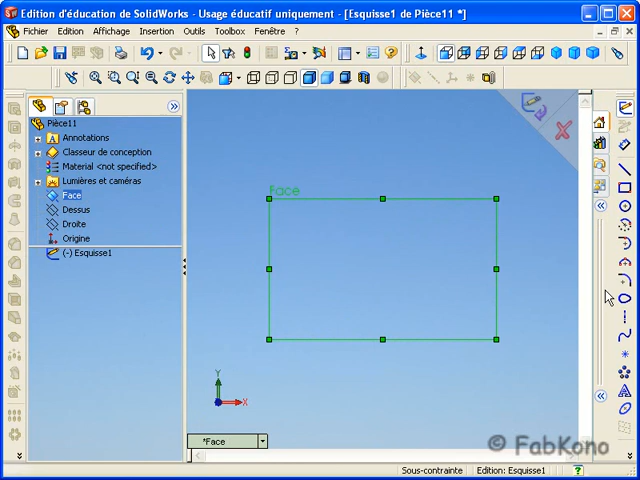 Edition d'éducation de SolidWorks - Usage éducatif uniquement - [Esquisse1 de Pièce11 *]
Fichier Edition Affichage Insertion Outils Toolbox Fenêtre ?
Pièce11
A Annotations
Classeur de conception
Material <not specified>
Lumières et caméras
Face
Dessus
Droite
Origine
(-) Esquisse1
Face
Y
X
*Face
© FabKono
Sous-contrainte Edition: Esquisse1 ?